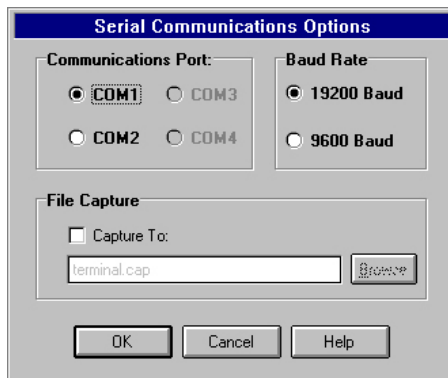 Serial Communications Options
Communications Port:
COM1 COM3
COM2 COM4
Baud Rate
19200 Baud
9600 Baud
File Capture
Capture To:
terminal.cap
Browse
OK Cancel Help